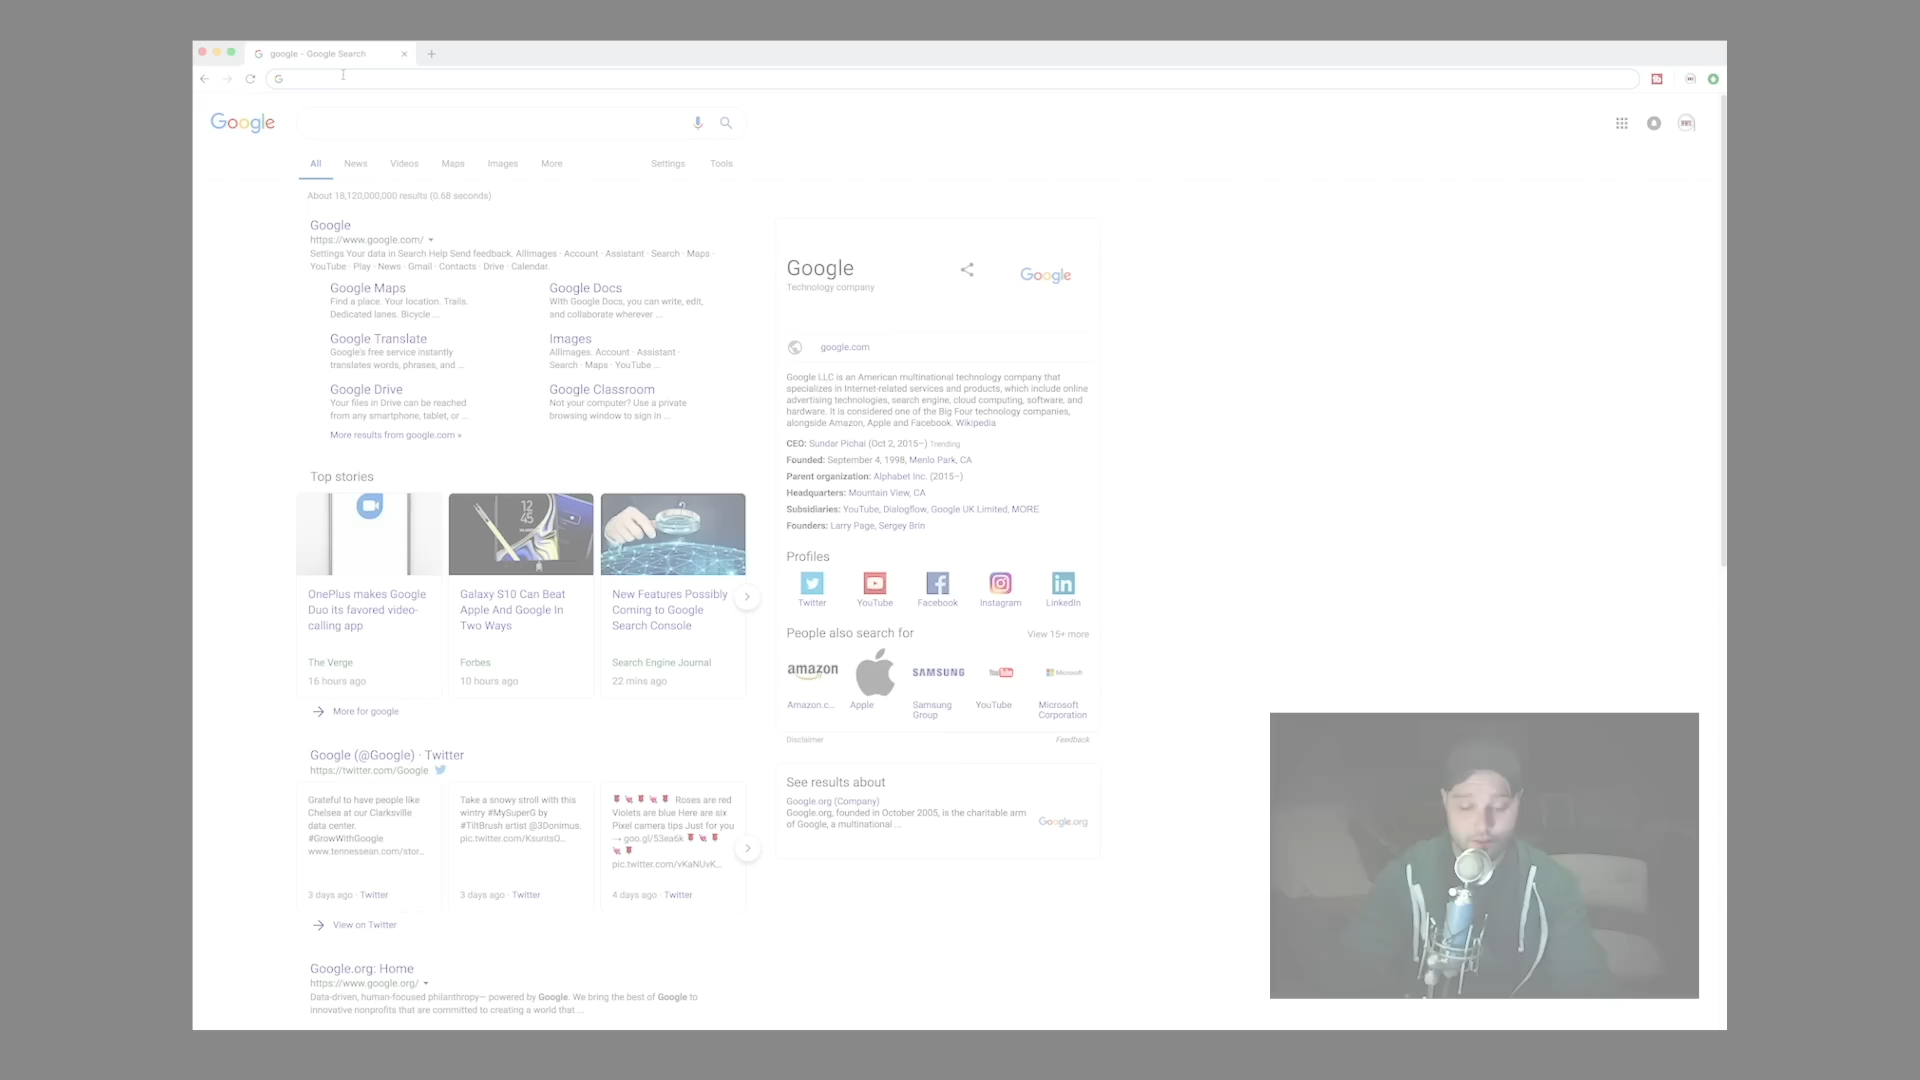 google - Google Search
Google
All News Videos Maps Images More Settings Tools
About 18,120,000,000 results (0.68 seconds)
Google
https://www.google.com/
Settings Your data in Search Help Send feedback. AllImages · Account · Assistant · Search · Maps ·
YouTube · Play · News · Gmail · Contacts · Drive · Calendar.
Google Maps
Find a place. Your location. Trails.
Dedicated lanes. Bicycle ...
Google Docs
With Google Docs, you can write, edit,
and collaborate wherever ...
Google Translate
Google's free service instantly
translates words, phrases, and ...
Images
AllImages. Account · Assistant ·
Search · Maps · YouTube ...
Google Drive
Your files in Drive can be reached
from any smartphone, tablet, or ...
Google Classroom
Not your computer? Use a private
browsing window to sign in ...
More results from google.com »
Top stories
OnePlus makes Google
Duo its favored video-
calling app
The Verge
16 hours ago
12
45
Galaxy S10 Can Beat
Apple And Google In
Two Ways
Forbes
10 hours ago
New Features Possibly
Coming to Google
Search Console
Search Engine Journal
22 mins ago
More for google
Google (@Google) · Twitter
https://twitter.com/Google
Grateful to have people like
Chelsea at our Clarksville
data center.
#GrowWithGoogle
www.tennessean.com/stor...
3 days ago · Twitter
Take a snowy stroll with this
wintry #MySuperG by
#TiltBrush artist @3Donimus.
pic.twitter.com/KsuntsO...
3 days ago · Twitter
Roses are red
Violets are blue Here are six
Pixel camera tips Just for you
→ goo.gl/53ea6k
pic.twitter.com/vKaNUvK...
4 days ago · Twitter
View on Twitter
Google.org: Home
https://www.google.org/
Data-driven, human-focused philanthropy— powered by Google. We bring the best of Google to
innovative nonprofits that are committed to creating a world that ...
Google
Technology company
Google
google.com
Google LLC is an American multinational technology company that
specializes in Internet-related services and products, which include online
advertising technologies, search engine, cloud computing, software, and
hardware. It is considered one of the Big Four technology companies,
alongside Amazon, Apple and Facebook. Wikipedia
CEO: Sundar Pichai (Oct 2, 2015–) Trending
Founded: September 4, 1998, Menlo Park, CA
Parent organization: Alphabet Inc. (2015–)
Headquarters: Mountain View, CA
Subsidiaries: YouTube, Dialogflow, Google UK Limited, MORE
Founders: Larry Page, Sergey Brin
Profiles
Twitter YouTube Facebook Instagram LinkedIn
People also search for View 15+ more
amazon SAMSUNG YouTube Microsoft
Amazon.c... Apple Samsung
Group YouTube Microsoft
Corporation
Disclaimer Feedback
See results about
Google.org (Company)
Google.org, founded in October 2005, is the charitable arm
of Google, a multinational ...
Google.org